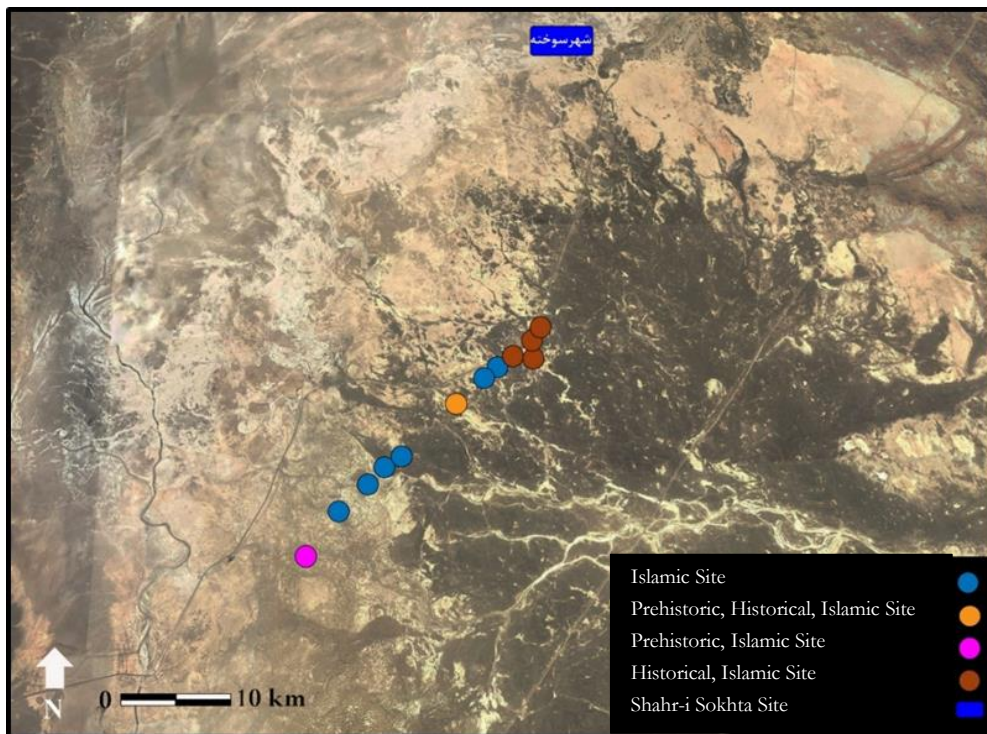 شهرسوخته
0 10 km
N
Islamic Site
Prehistoric, Historical, Islamic Site
Prehistoric, Islamic Site
Historical, Islamic Site
Shahr-i Sokhta Site